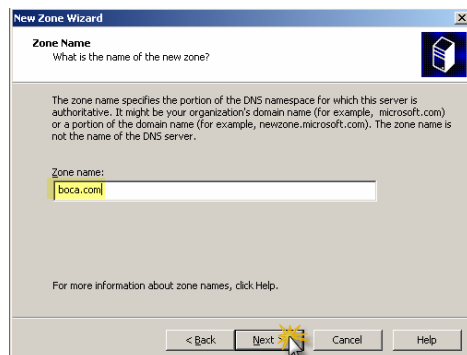 New Zone Wizard
Zone Name
What is the name of the new zone?
The zone name specifies the portion of the DNS namespace for which this server is
authoritative. It might be your organization's domain name (for example, microsoft.com)
or a portion of the domain name (for example, newzone.microsoft.com). The zone name is
not the name of the DNS server.
Zone name:
boca.com
For more information about zone names, click Help.
< Back Next > Cancel Help